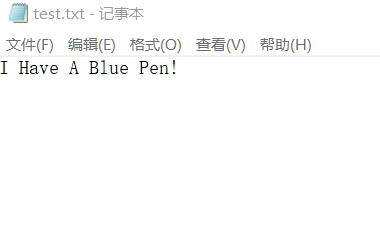 test.txt - 记事本
文件(F) 编辑(E) 格式(O) 查看(V) 帮助(H)
I Have A Blue Pen!